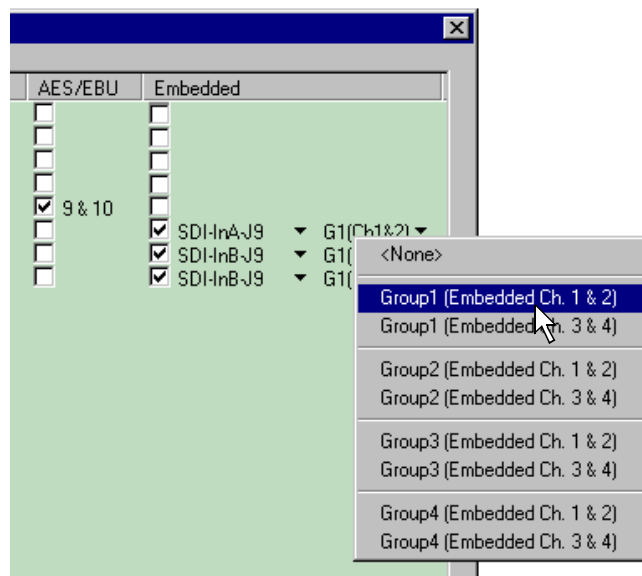 AES/EBU Embedded
9 & 10
SDI-InA-J9 G1(Ch1&2)
SDI-InB-J9 G1(
SDI-InB-J9 G1(
<None>
Group1 (Embedded Ch. 1 & 2)
Group1 (Embedded Ch. 3 & 4)
Group2 (Embedded Ch. 1 & 2)
Group2 (Embedded Ch. 3 & 4)
Group3 (Embedded Ch. 1 & 2)
Group3 (Embedded Ch. 3 & 4)
Group4 (Embedded Ch. 1 & 2)
Group4 (Embedded Ch. 3 & 4)